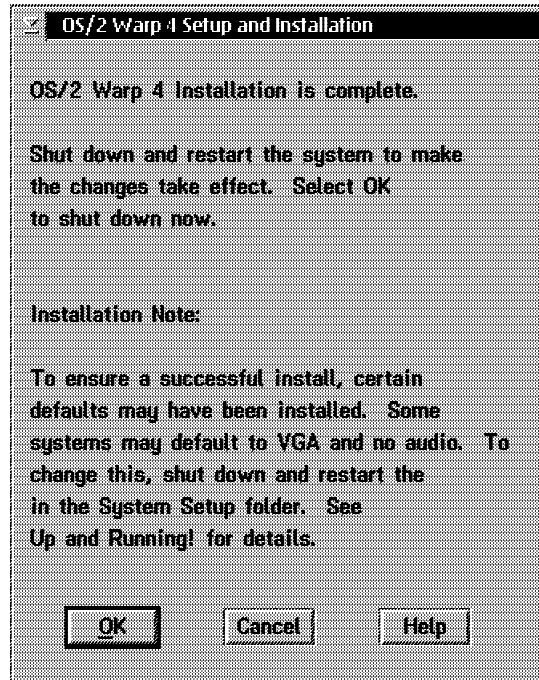 OS/2 Warp 4 Setup and Installation
OS/2 Warp 4 Installation is complete.
Shut down and restart the system to make
the changes take effect. Select OK
to shut down now.
Installation Note:
To ensure a successful install, certain
defaults may have been installed. Some
systems may default to VGA and no audio. To
change this, shut down and restart the
in the System Setup folder. See
Up and Running! for details.
OK Cancel Help